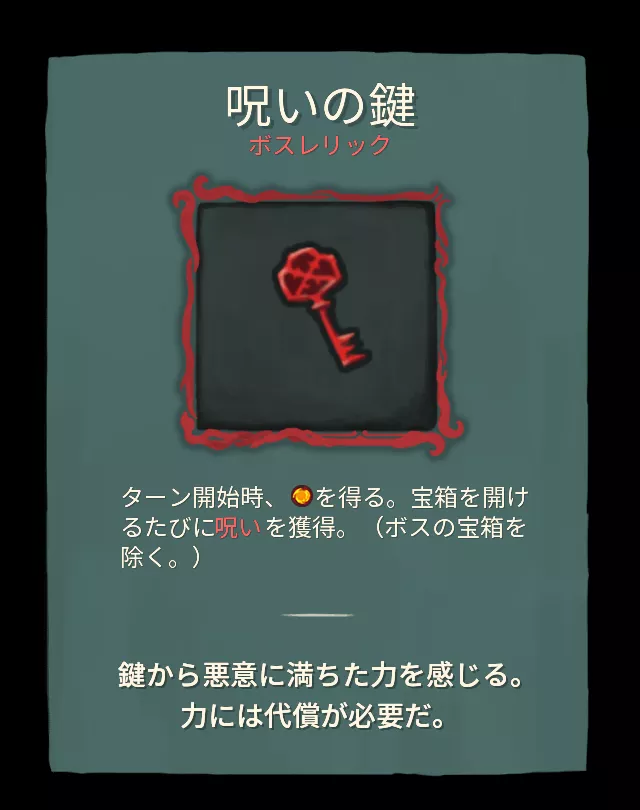 呪いの鍵
ボスレリック
ターン開始時、を得る。宝箱を開け
るたびに呪いを獲得。（ボスの宝箱を
除く。）
鍵から悪意に満ちた力を感じる。
力には代償が必要だ。